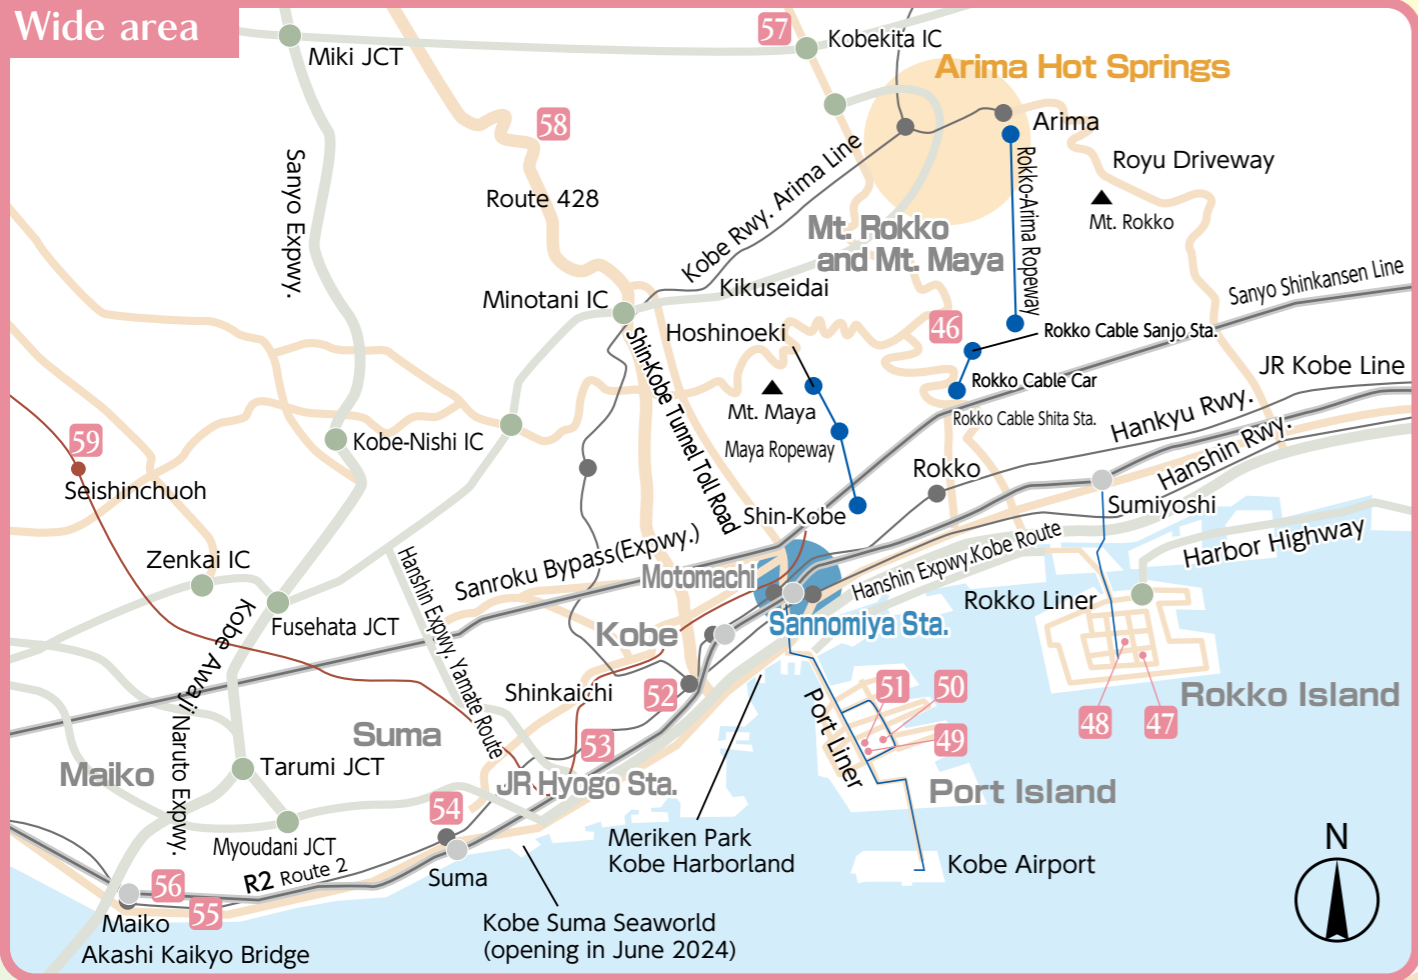 Wide area
57
Kobekita IC
Miki JCT
Arima Hot Springs
58
Arima
Royu Driveway
Sanyo Expwy.
Route 428
Kobe Rwy. Arima Line
Rokko-Arima Ropeway
Mt. Rokko
Mt. Rokko
and Mt. Maya
Sanyo Shinkansen Line
Minotani IC
Kikuseidai
Hoshinoeki
46
Rokko Cable Sanjo Sta.
Shin-Kobe Tunnel Toll Road
JR Kobe Line
Rokko Cable Car
Mt. Maya
Rokko Cable Shita Sta.
Hankyu Rwy.
59
Kobe-Nishi IC
Maya Ropeway
Hanshin Rwy.
Rokko
Seishinchuoh
Sumiyoshi
Shin-Kobe
Zenkai IC
Sanroku Bypass(Expwy.)
Harbor Highway
Motomachi
Hanshin Expwy.Kobe Route
Hanshin Expwy. Yamate Route
Rokko Liner
Kobe Awaji Naruto Expwy.
Fusehata JCT
Kobe
Sannomiya Sta.
Shinkaichi
52
51
50
Rokko Island
48
47
Port Liner
49
Suma
53
Maiko
Tarumi JCT
JR Hyogo Sta.
Port Island
54
Myoudani JCT
Meriken Park
Kobe Harborland
N
R2 Route 2
Suma
Kobe Airport
56
55
Maiko
Kobe Suma Seaworld
(opening in June 2024)
Akashi Kaikyo Bridge